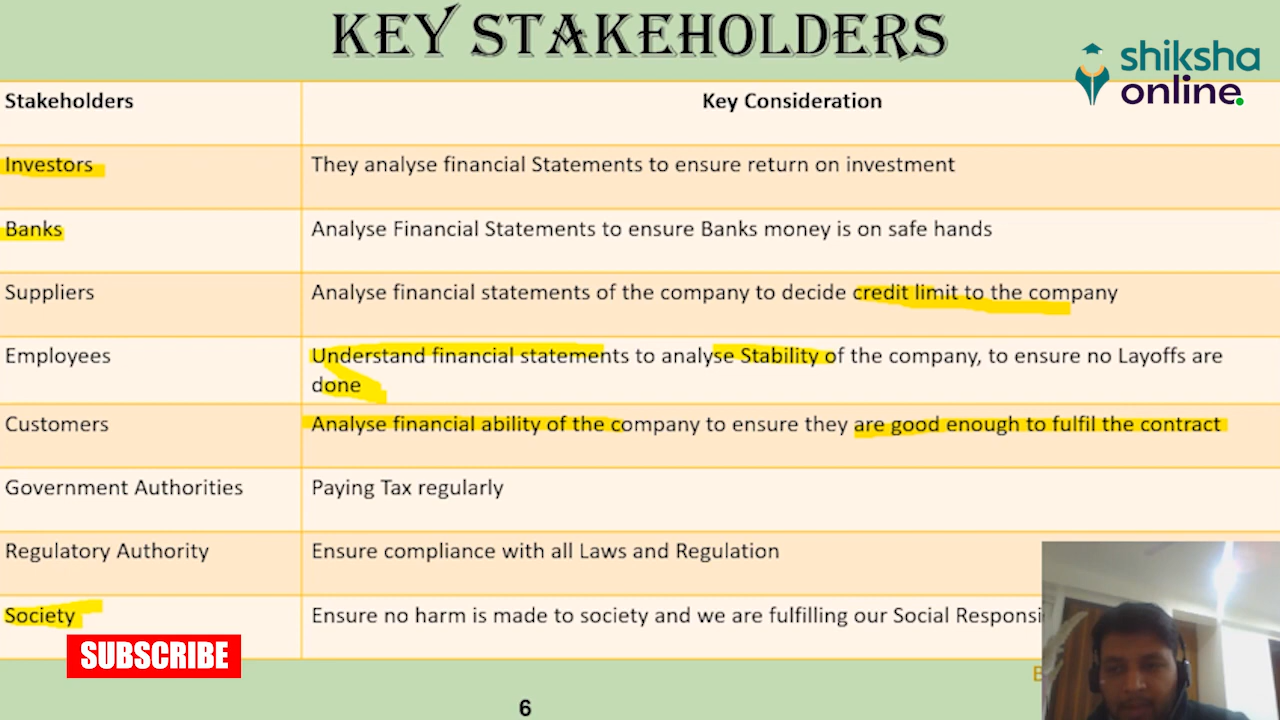 KEY STAKEHOLDERS
shiksha
online
Stakeholders
Key Consideration
Investors
They analyse financial Statements to ensure return on investment
Banks
Analyse Financial Statements to ensure Banks money is on safe hands
Suppliers
Analyse financial statements of the company to decide credit limit to the company
Employees
Understand financial statements to analyse Stability of the company, to ensure no Layoffs are
done
Customers
Analyse financial ability of the company to ensure they are good enough to fulfil the contract
Government Authorities
Paying Tax regularly
Regulatory Authority
Ensure compliance with all Laws and Regulation
Society
Ensure no harm is made to society and we are fulfilling our Social
SUBSCRIBE
6